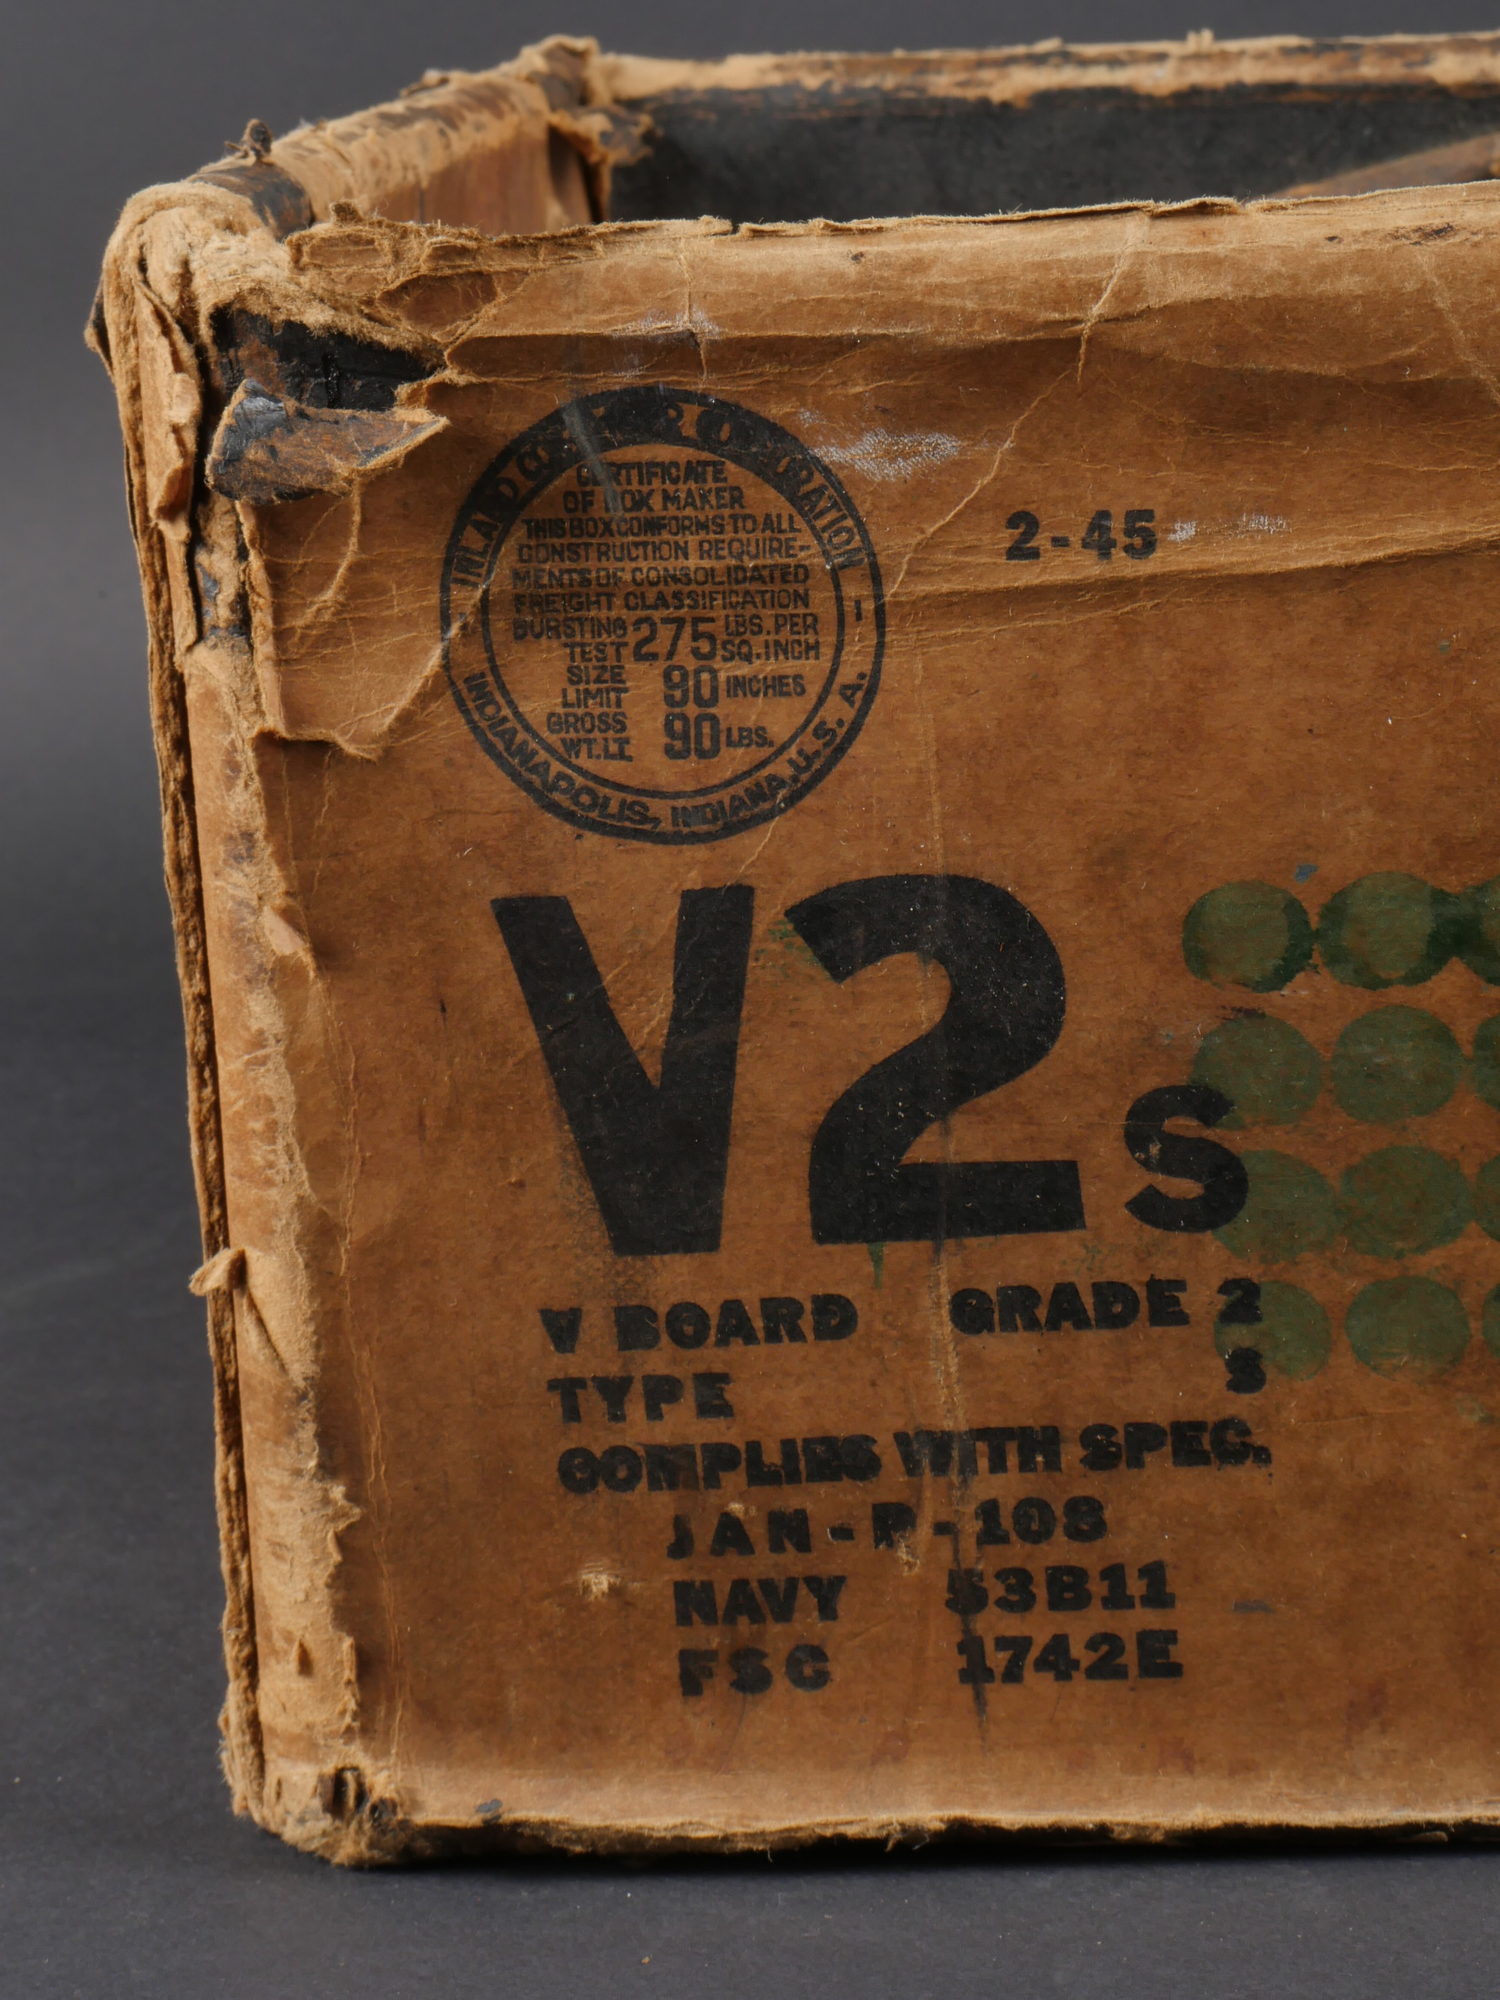 INLAND CONTAINER CORPORATION
CERTIFICATE
OF BOX MAKER
THIS BOX CONFORMS TO ALL
CONSTRUCTION REQUIRE-
MENTS OF CONSOLIDATED
FREIGHT CLASSIFICATION
BURSTING TEST 275 LBS. PER SQ. INCH
SIZE LIMIT 90 INCHES
GROSS WT. LT. 90 LBS.
INDIANAPOLIS, INDIANA, U.S.A.
2-45
V2s
V BOARD GRADE 2
TYPE S
COMPLIES WITH SPEC.
JAN-P-108
NAVY 53B11
FSC 1742E